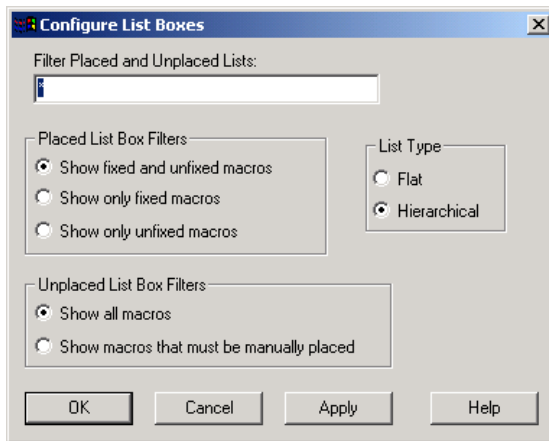 Configure List Boxes
Filter Placed and Unplaced Lists:
*
Placed List Box Filters
Show fixed and unfixed macros
Show only fixed macros
Show only unfixed macros
List Type
Flat
Hierarchical
Unplaced List Box Filters
Show all macros
Show macros that must be manually placed
OK Cancel Apply Help